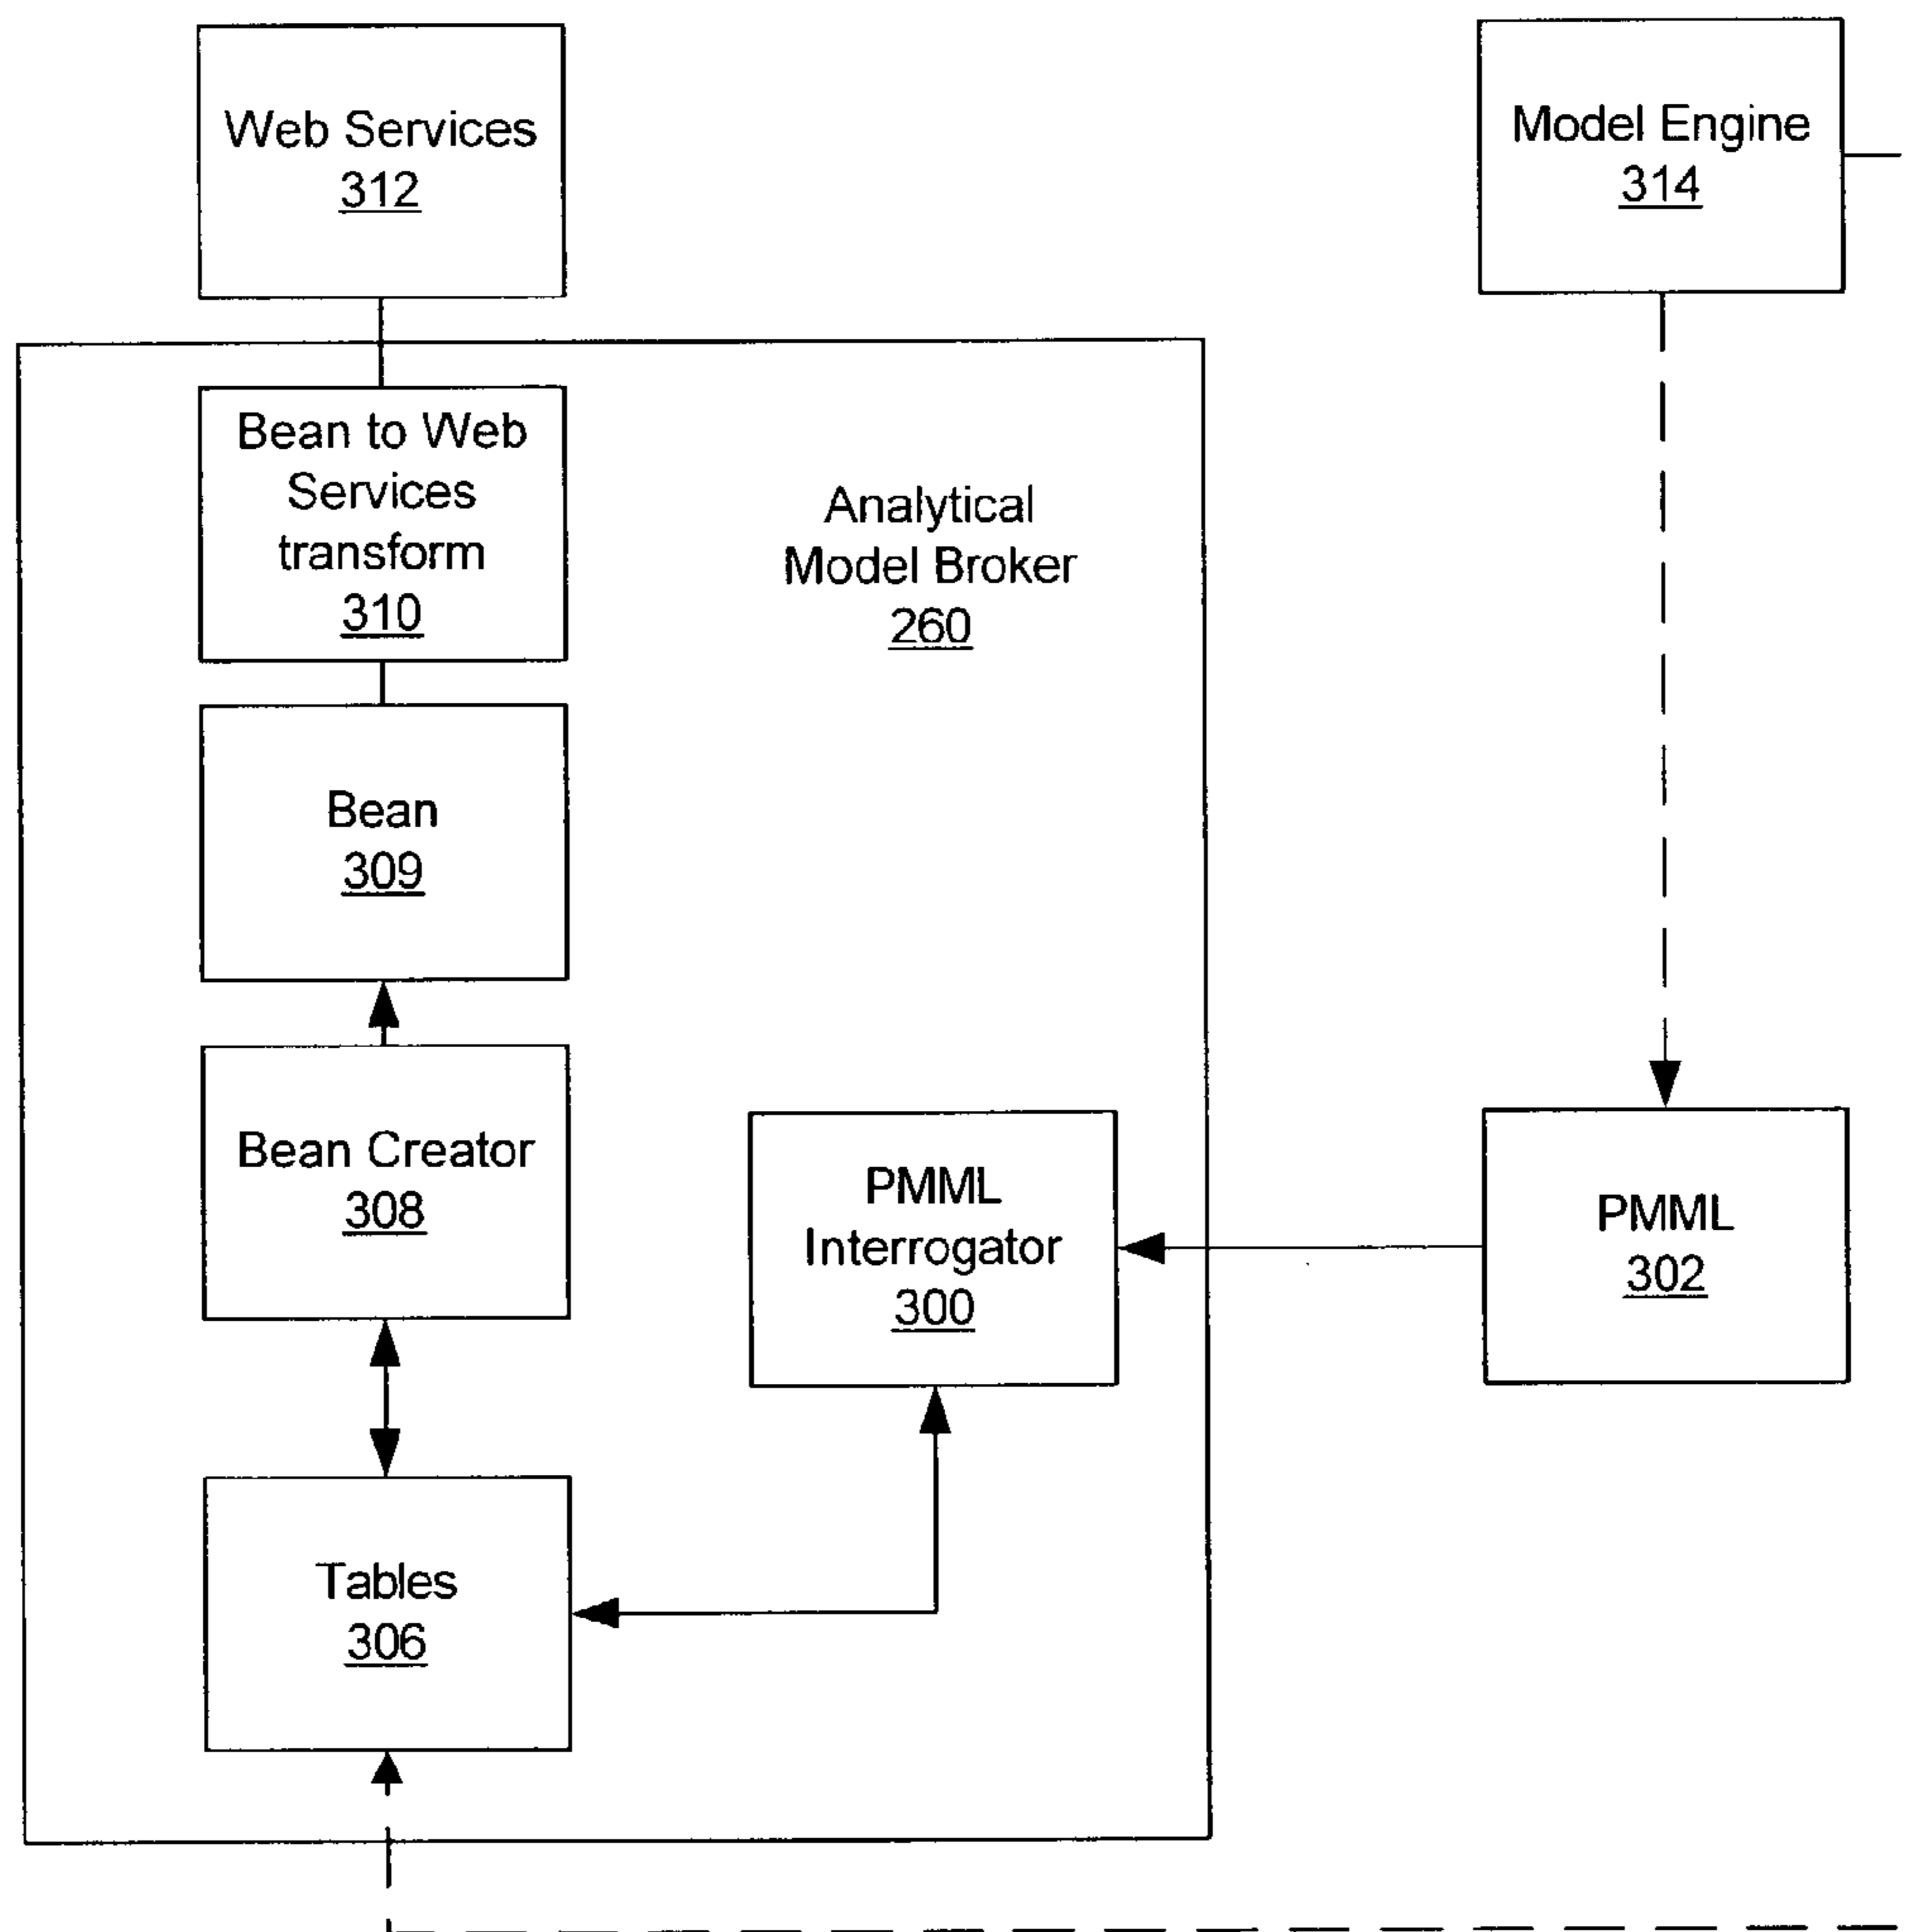 Web Services
312
Model Engine
314
Bean to Web
Services
transform
310
Analytical
Model Broker
260
Bean
309
Bean Creator
308
PMML
Interrogator
300
PMML
302
Tables
306